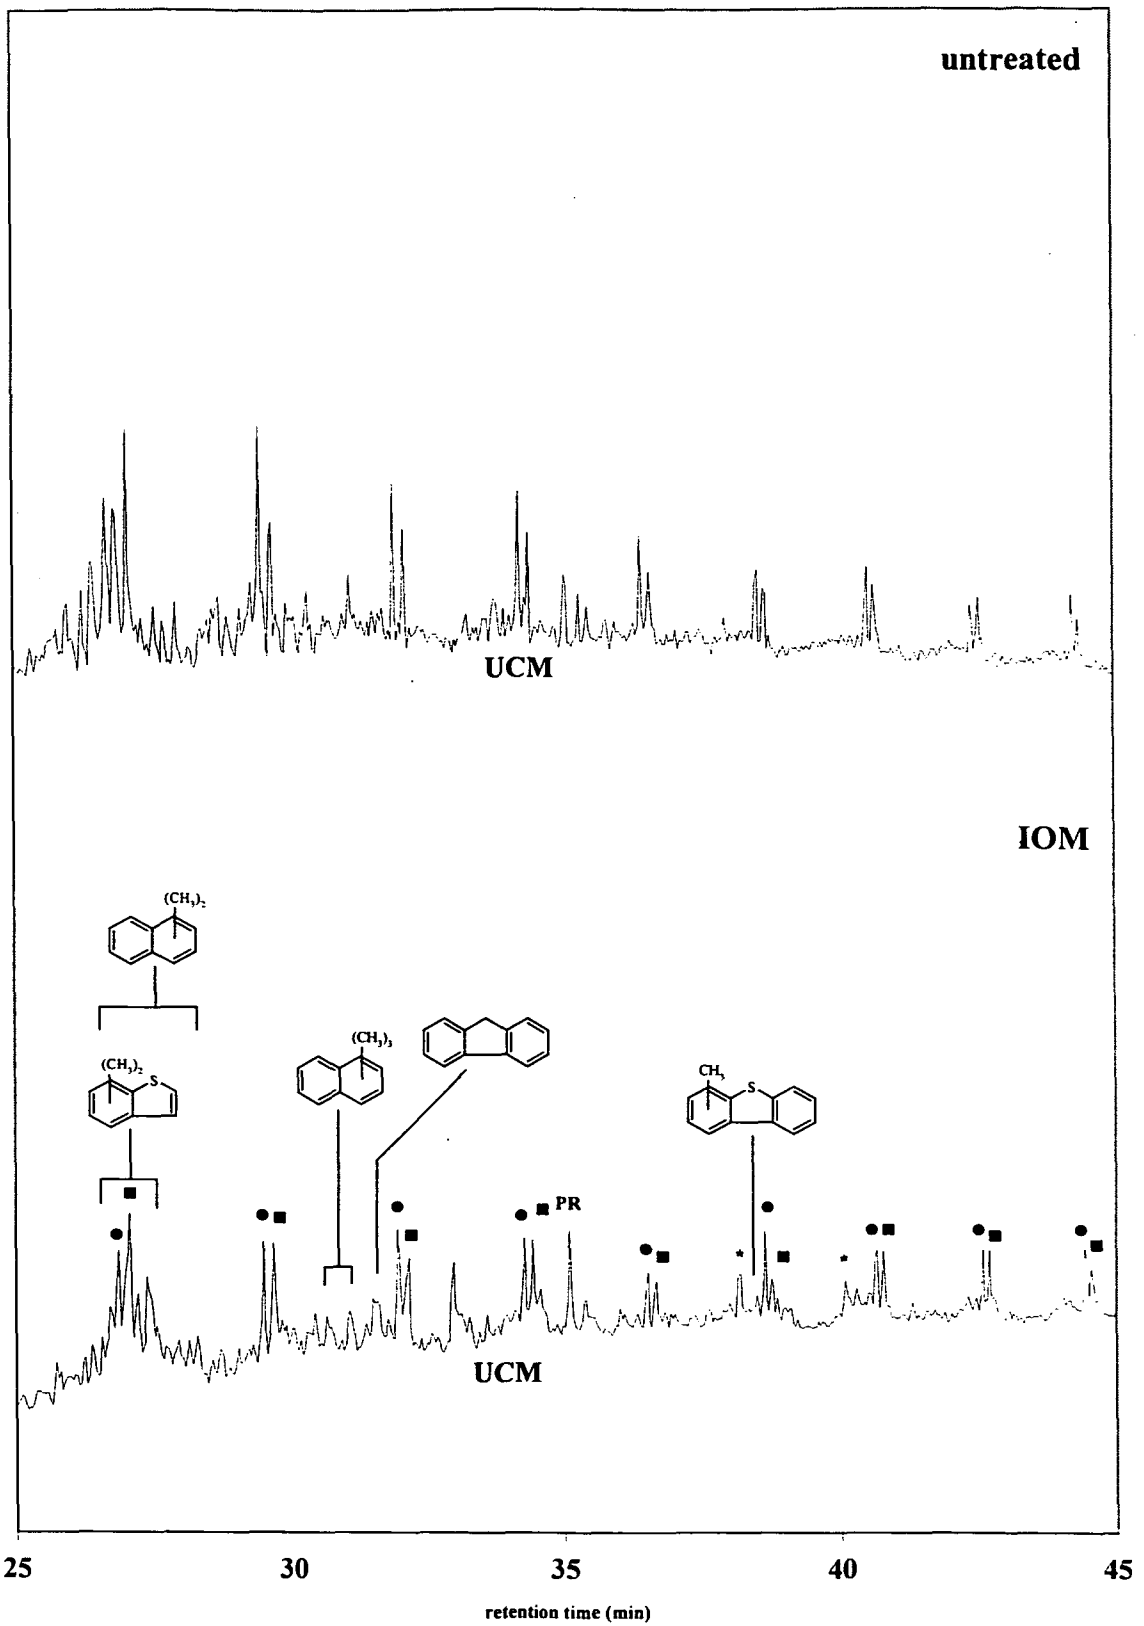 untreated
UCM
IOM
(CH₃)₂
(CH₃)₃
(CH₃)₂
S
CH₃
S
PR
*
*
UCM
25 30 35 40 45
retention time (min)